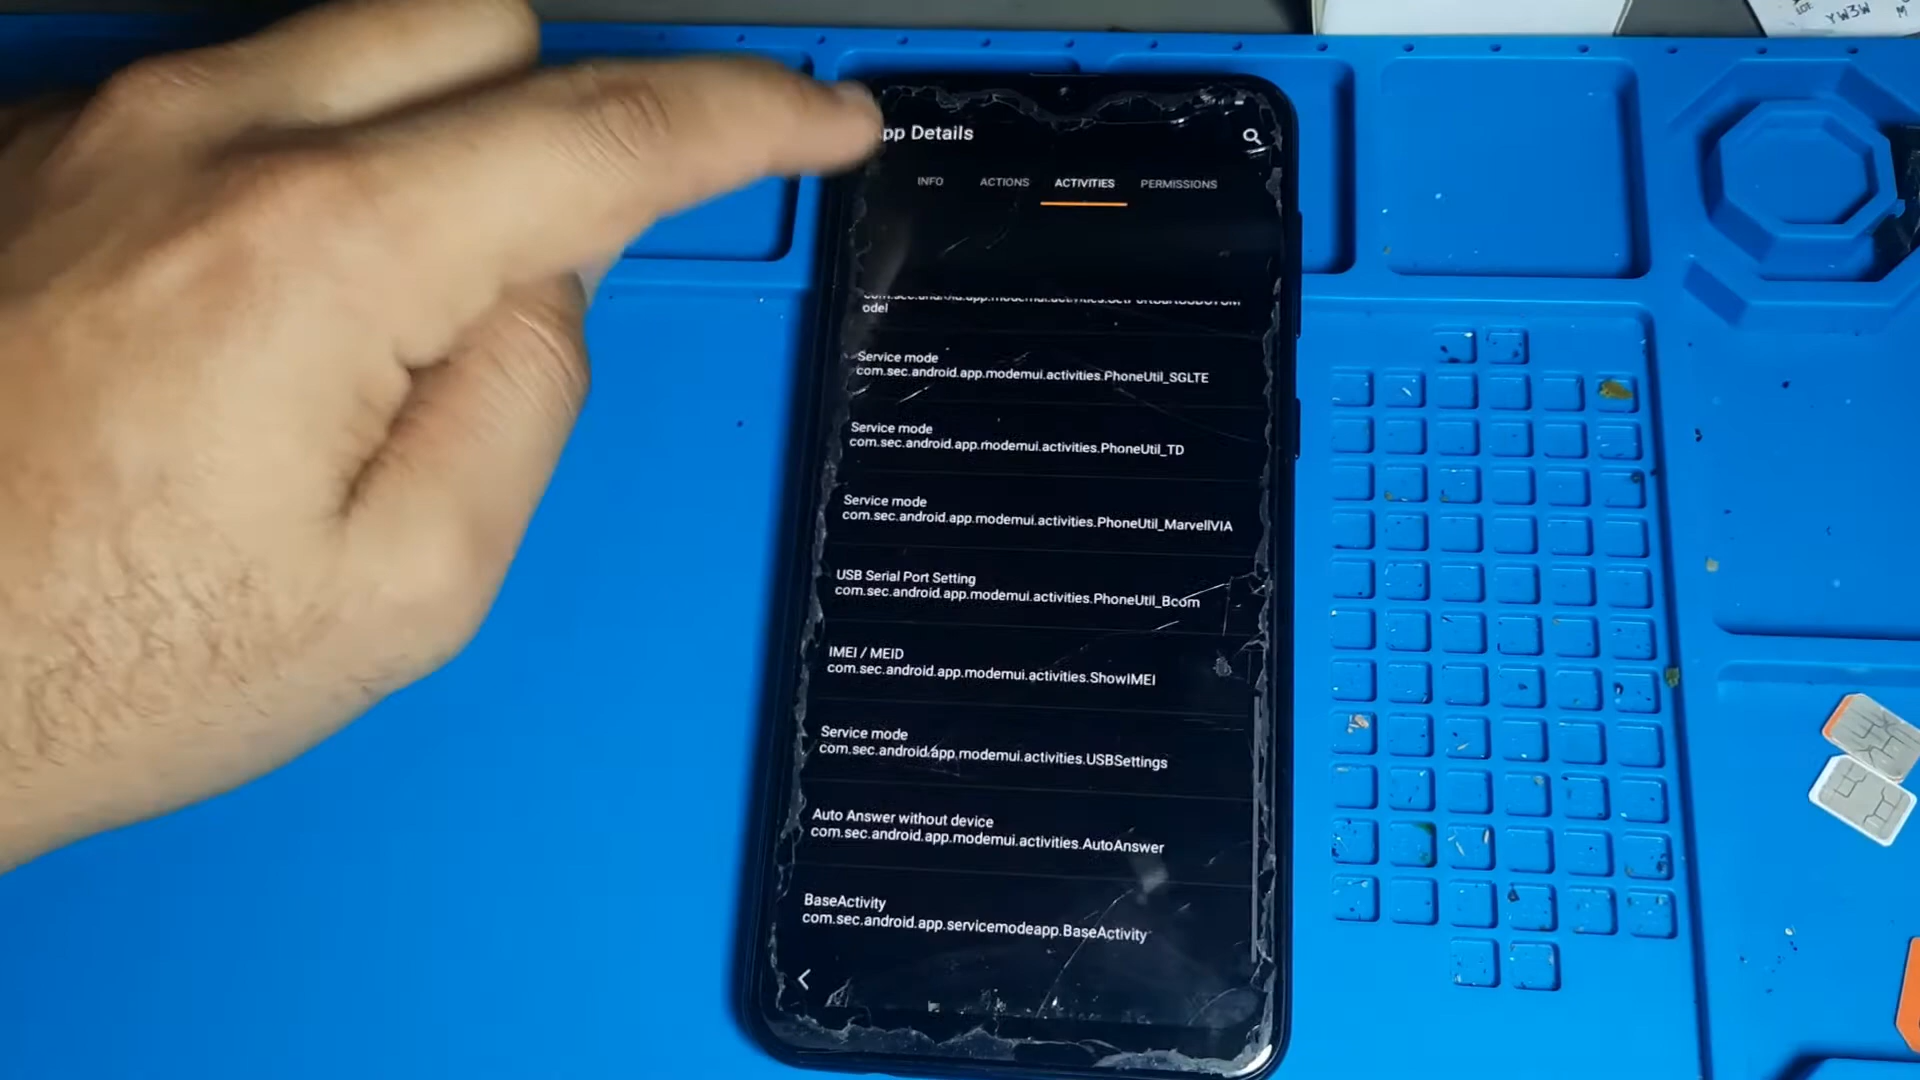 YW3W M
pp Details
INFO ACTIONS ACTIVITIES PERMISSIONS
odel
Service mode
com.sec.android.app.modemui.activities.PhoneUtil_SGLTE
Service mode
com.sec.android.app.modemui.activities.PhoneUtil_TD
Service mode
com.sec.android.app.modemui.activities.PhoneUtil_MarvellVIA
USB Serial Port Setting
com.sec.android.app.modemui.activities.PhoneUtil_Bcom
IMEI / MEID
com.sec.android.app.modemui.activities.ShowIMEI
Service mode
com.sec.android.app.modemui.activities.USBSettings
Auto Answer without device
com.sec.android.app.modemui.activities.AutoAnswer
BaseActivity
com.sec.android.app.servicemodeapp.BaseActivity